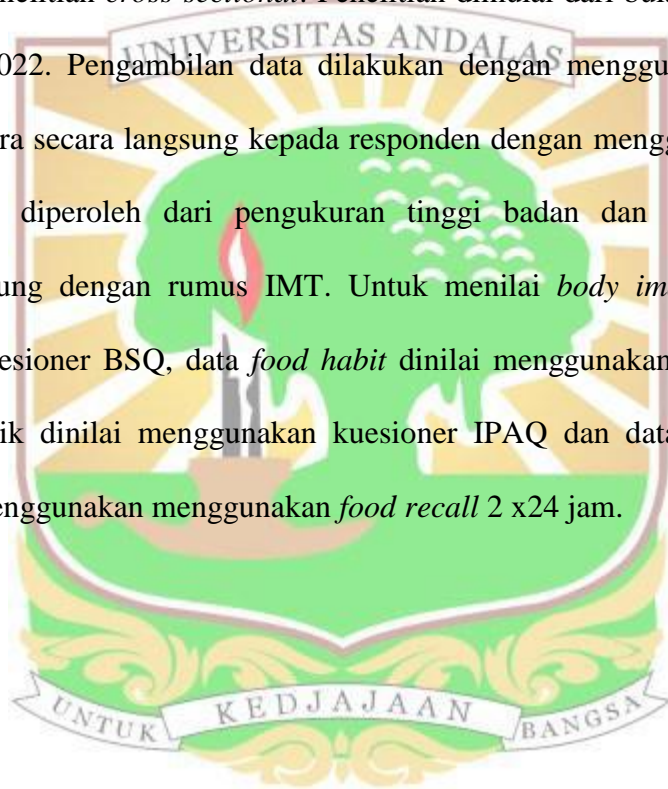 penelitian cross sectional. Penelitian dimulai dari bula
UNIVERSITAS ANDALAS
022. Pengambilan data dilakukan dengan menggu
ra secara langsung kepada responden dengan mengg
diperoleh dari pengukuran tinggi badan dan
ung dengan rumus IMT. Untuk menilai body im
esioner BSQ, data food habit dinilai menggunakan
ik dinilai menggunakan kuesioner IPAQ dan data
enggunakan menggunakan food recall 2 x24 jam.
UNTUK KEDJAJAAN BANGSA